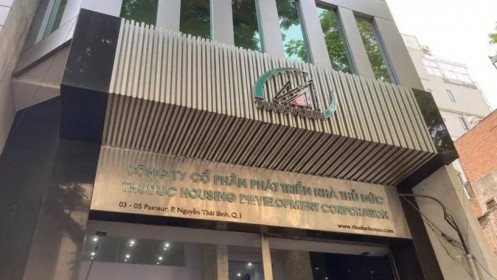 CÔNG TY CỔ PHẦN PHÁT TRIỂN NHÀ THỦ ĐỨC
THUDUC HOUSING DEVELOPMENT CORPORATION
03 - 05 Pasteur, P. Nguyễn Thái Bình, Q.1
www.thuduchouse.com